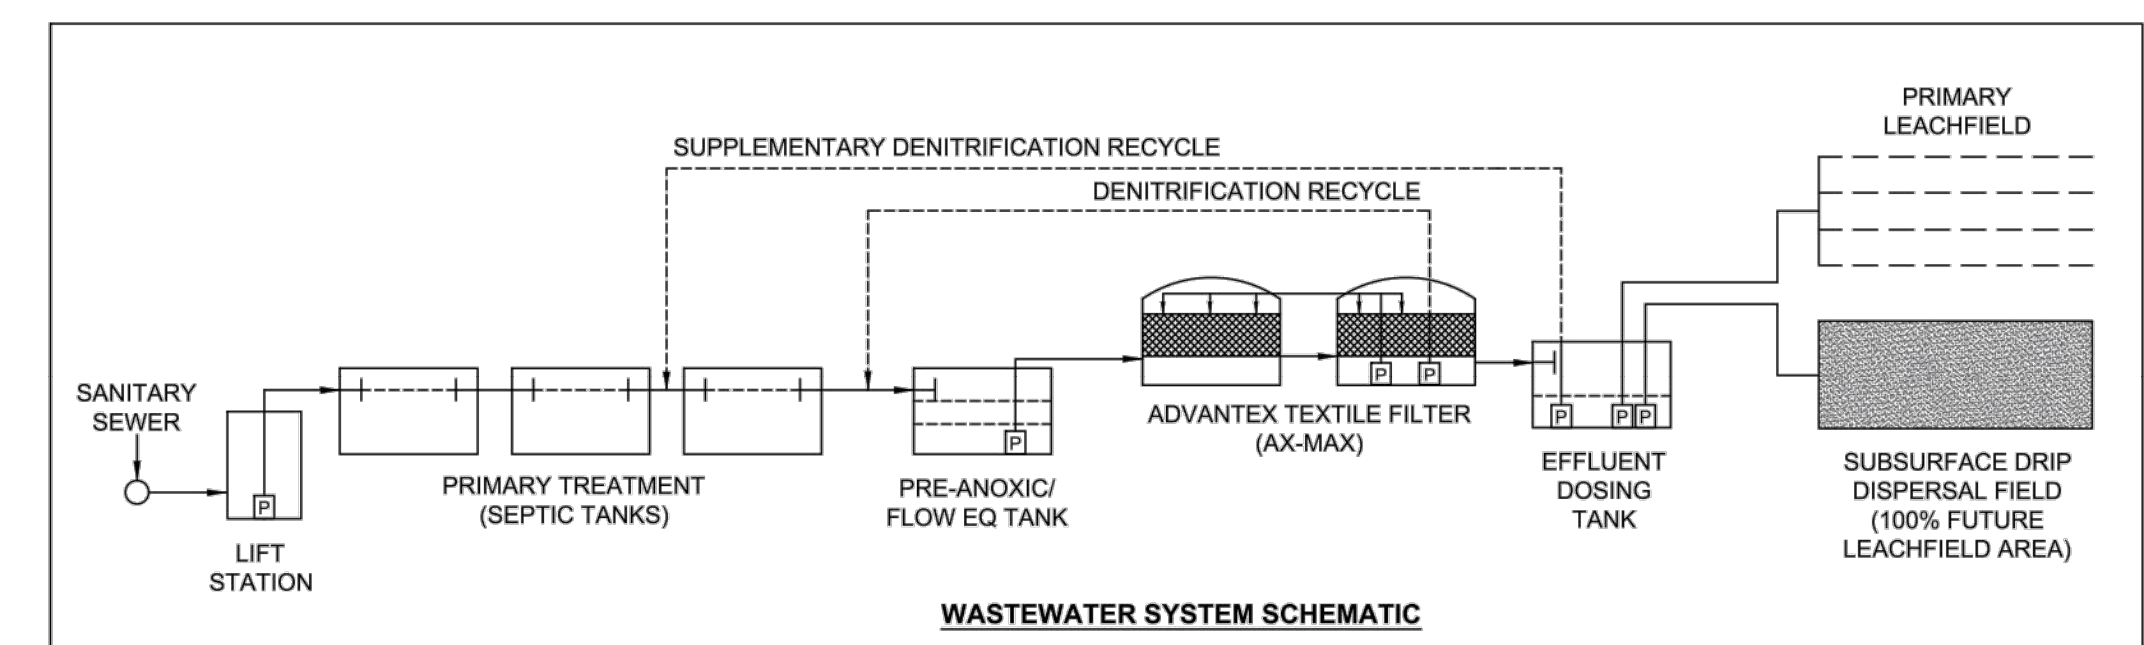 PRIMARY
LEACHFIELD
SUPPLEMENTARY DENITRIFICATION RECYCLE
DENITRIFICATION RECYCLE
SANITARY
SEWER
P
LIFT
STATION
PRIMARY TREATMENT
(SEPTIC TANKS)
P
PRE-ANOXIC/
FLOW EQ TANK
P
P
ADVANTEX TEXTILE FILTER
(AX-MAX)
P
P
P
EFFLUENT
DOSING
TANK
SUBSURFACE DRIP
DISPERSAL FIELD
(100% FUTURE
LEACHFIELD AREA)
WASTEWATER SYSTEM SCHEMATIC